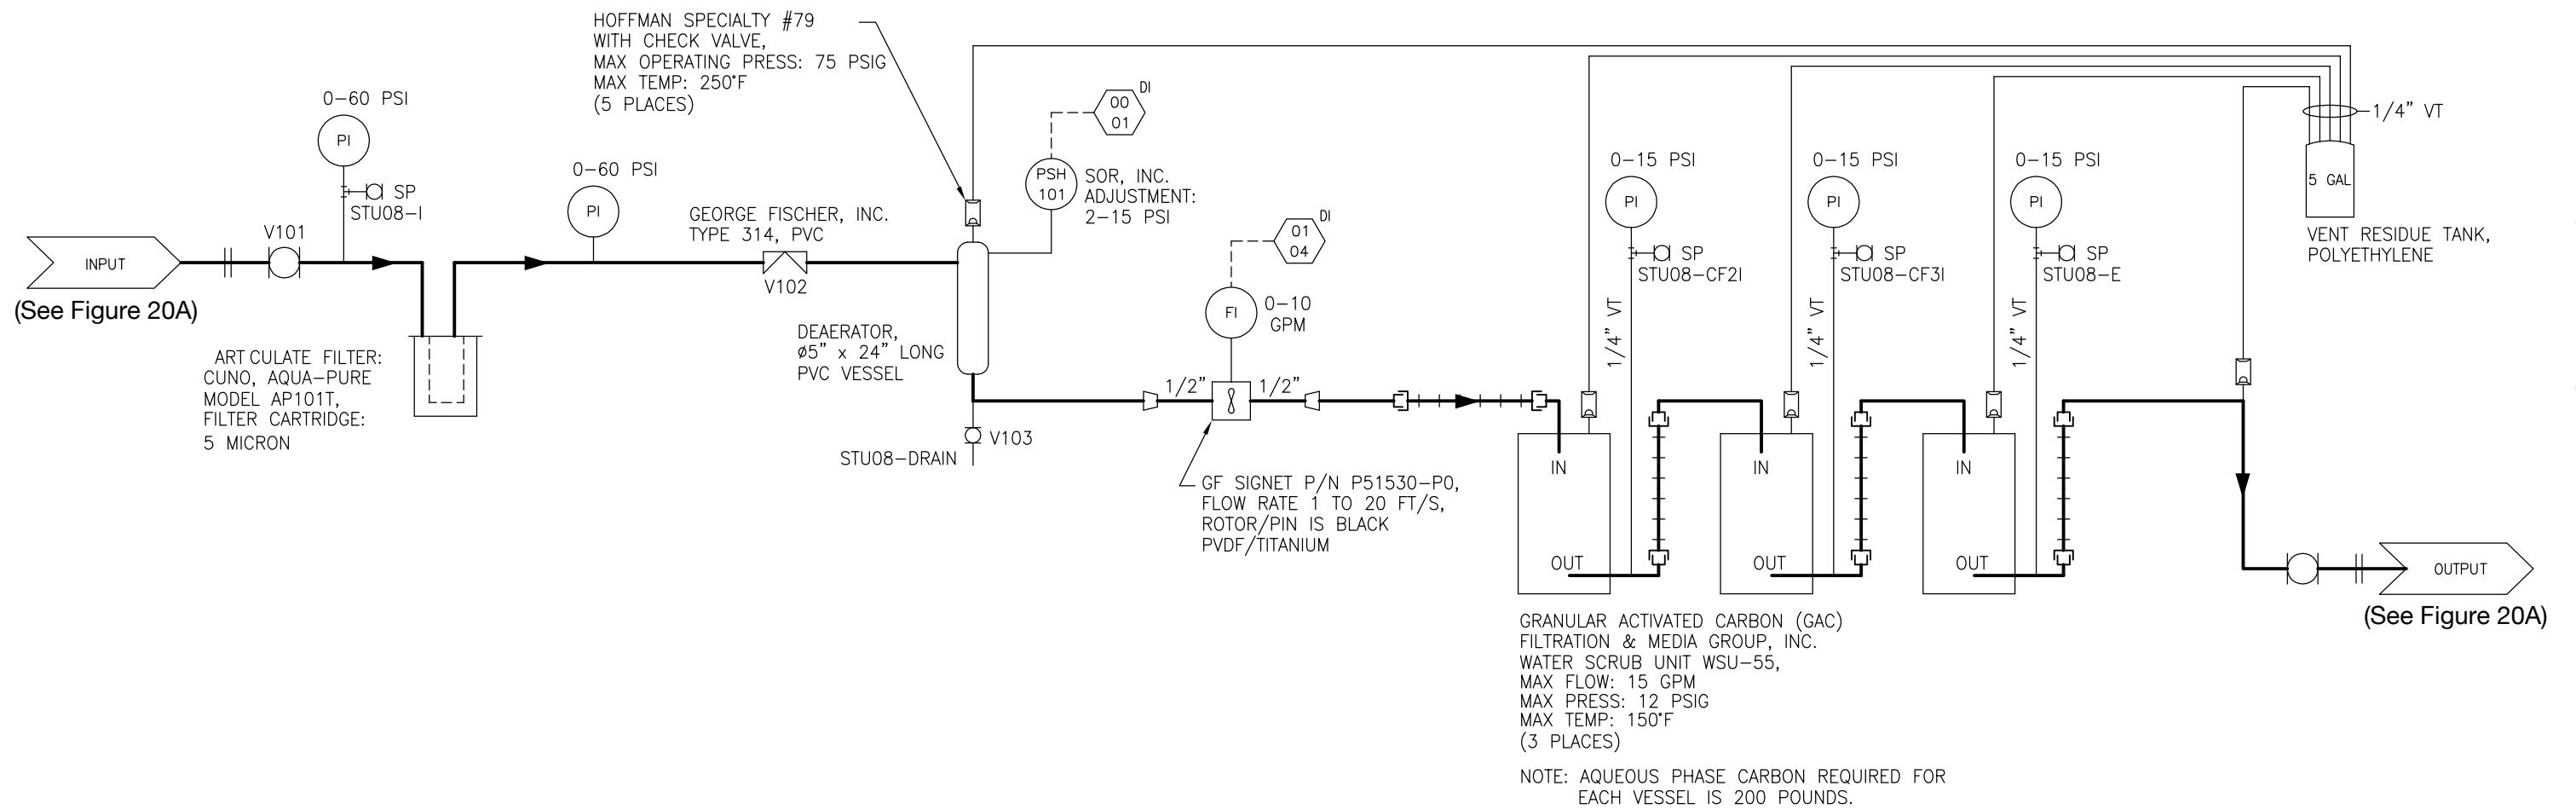 HOFFMAN SPECIALTY #79
WITH CHECK VALVE,
MAX OPERATING PRESS: 75 PSIG
MAX TEMP: 250°F
(5 PLACES)
0-60 PSI
PI
SP
STU08-I
V101
INPUT
(See Figure 20A)
ART CULATE FILTER:
CUNO, AQUA-PURE
MODEL AP101T,
FILTER CARTRIDGE:
5 MICRON
0-60 PSI
PI
GEORGE FISCHER, INC.
TYPE 314, PVC
V102
DEAERATOR,
ø5" x 24" LONG
PVC VESSEL
V103
STU08-DRAIN
DI
00
01
PSH
101
SOR, INC.
ADJUSTMENT:
2-15 PSI
DI
01
04
FI
0-10
GPM
1/2"
1/2"
GF SIGNET P/N P51530-P0,
FLOW RATE 1 TO 20 FT/S,
ROTOR/PIN IS BLACK
PVDF/TITANIUM
0-15 PSI
PI
SP
STU08-CF2I
1/4" VT
IN
OUT
0-15 PSI
PI
SP
STU08-CF3I
1/4" VT
IN
OUT
0-15 PSI
PI
SP
STU08-E
1/4" VT
IN
OUT
1/4" VT
5 GAL
VENT RESIDUE TANK,
POLYETHYLENE
OUTPUT
(See Figure 20A)
GRANULAR ACTIVATED CARBON (GAC)
FILTRATION & MEDIA GROUP, INC.
WATER SCRUB UNIT WSU-55,
MAX FLOW: 15 GPM
MAX PRESS: 12 PSIG
MAX TEMP: 150°F
(3 PLACES)
NOTE: AQUEOUS PHASE CARBON REQUIRED FOR
EACH VESSEL IS 200 POUNDS.